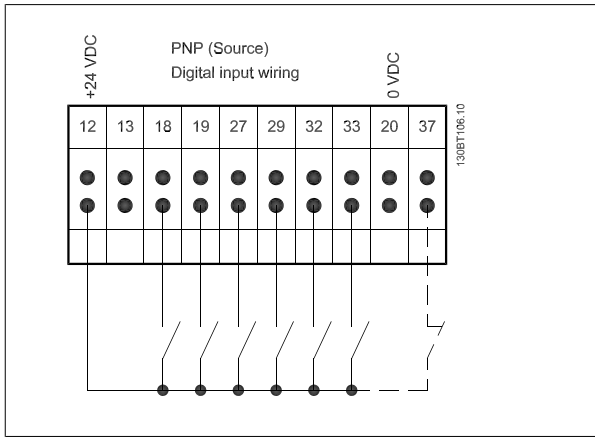 +24 VDC
PNP (Source)
Digital input wiring
0 VDC
12 13 18 19 27 29 32 33 20 37
130BT106.10